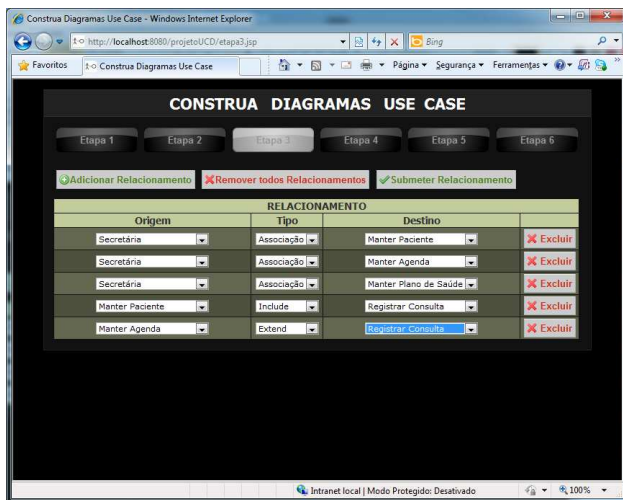 Construa Diagramas Use Case - Windows Internet Explorer
http://localhost:8080/projetoUCD/etapa3.jsp
Bing
Favoritos
Construa Diagramas Use Case
Página
Segurança
Ferramentas
CONSTRUA DIAGRAMAS USE CASE
Etapa 1 Etapa 2 Etapa 3 Etapa 4 Etapa 5 Etapa 6
Adicionar Relacionamento Remover todos Relacionamentos Submeter Relacionamento
RELACIONAMENTO
Origem Tipo Destino
Secretária Associação Manter Paciente Excluir
Secretária Associação Manter Agenda Excluir
Secretária Associação Manter Plano de Saúde Excluir
Manter Paciente Include Registrar Consulta Excluir
Manter Agenda Extend Registrar Consulta Excluir
Intranet local | Modo Protegido: Desativado 100%